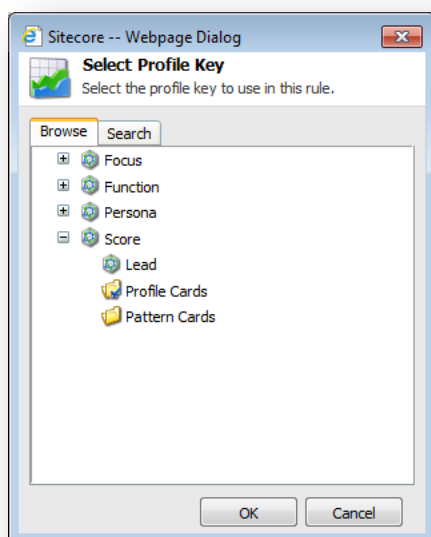 Sitecore -- Webpage Dialog
Select Profile Key
Select the profile key to use in this rule.
Browse Search
Focus
Function
Persona
Score
Lead
Profile Cards
Pattern Cards
OK Cancel